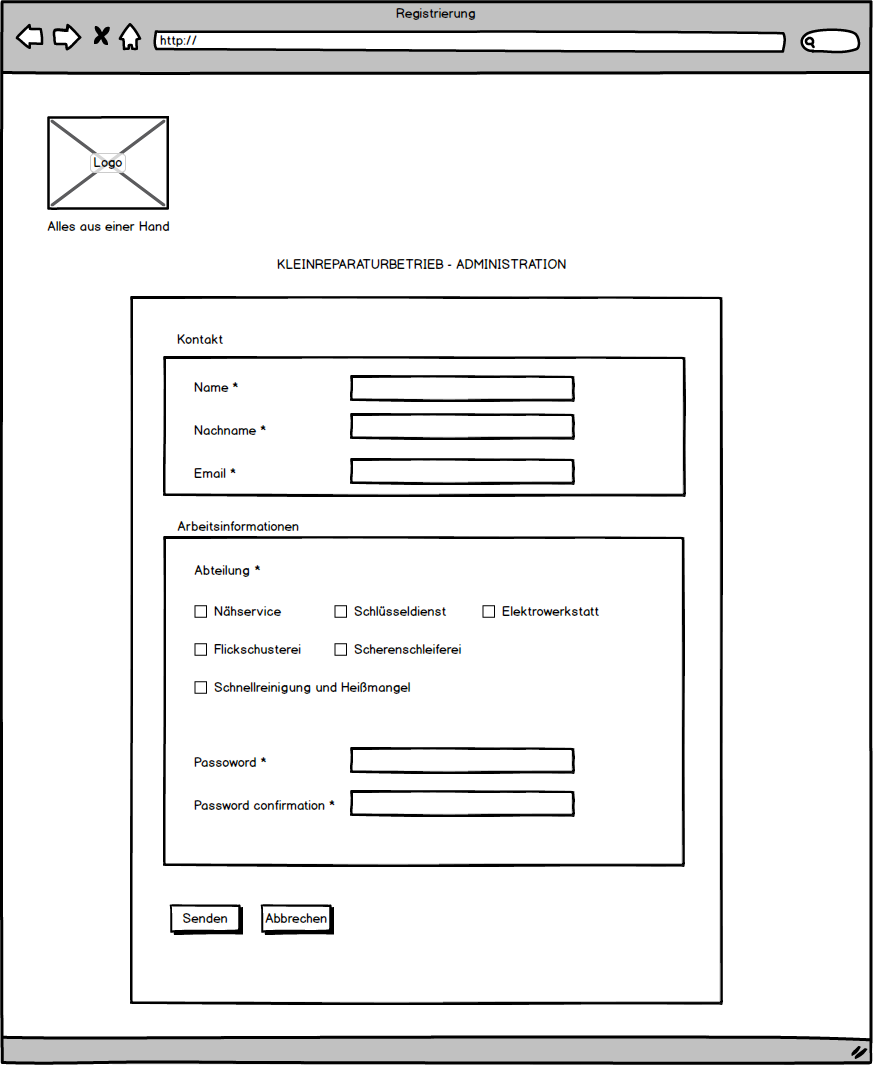 Registrierung
http://
Logo
Alles aus einer Hand
KLEINREPARATURBETRIEB - ADMINISTRATION
Kontakt
Name *
Nachname *
Email *
Arbeitsinformationen
Abteilung *
Nähservice Schlüsseldienst Elektrowerkstatt
Flickschusterei Scherenschleiferei
Schnellreinigung und Heißmangel
Passoword *
Password confirmation *
Senden Abbrechen